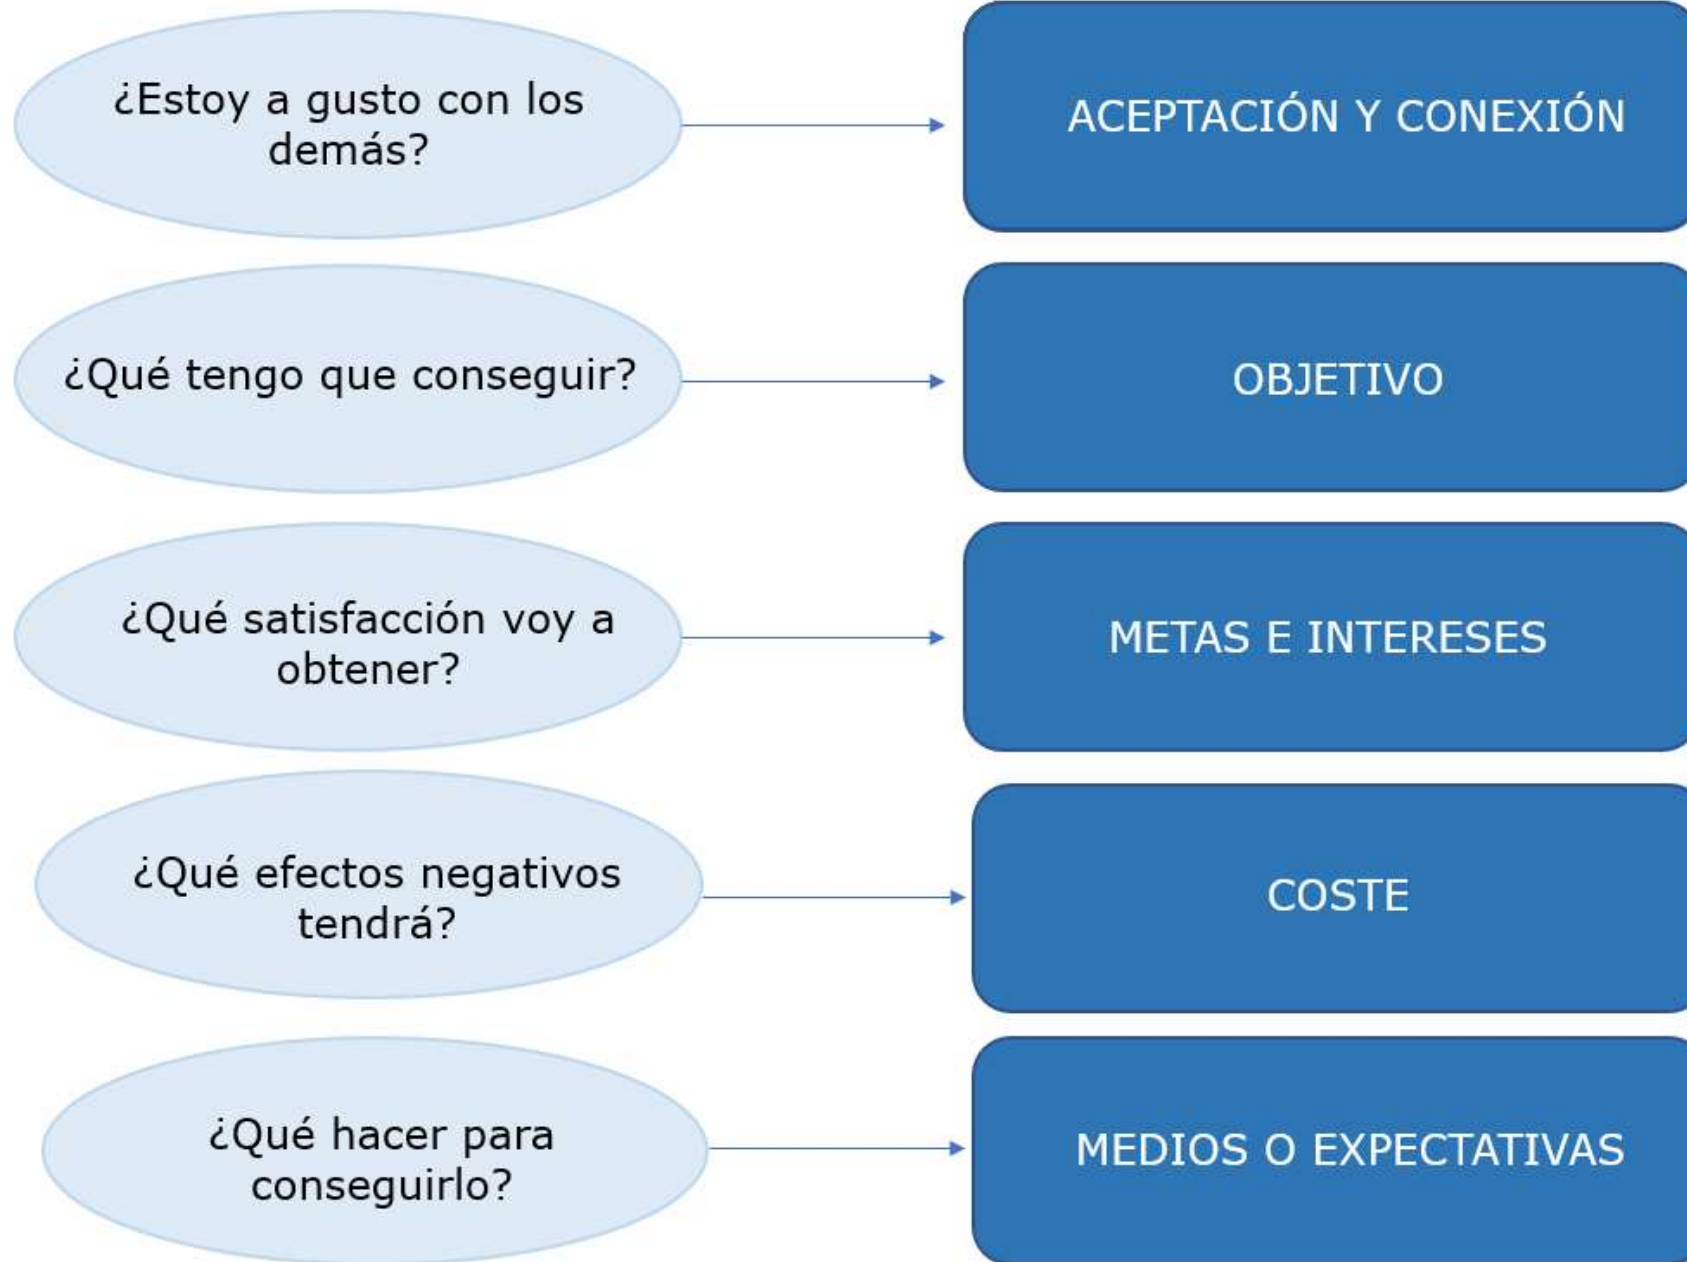 ¿Estoy a gusto con los
demás?
ACEPTACIÓN Y CONEXIÓN
¿Qué tengo que conseguir?
OBJETIVO
¿Qué satisfacción voy a
obtener?
METAS E INTERESES
¿Qué efectos negativos
tendrá?
COSTE
¿Qué hacer para
conseguirlo?
MEDIOS O EXPECTATIVAS